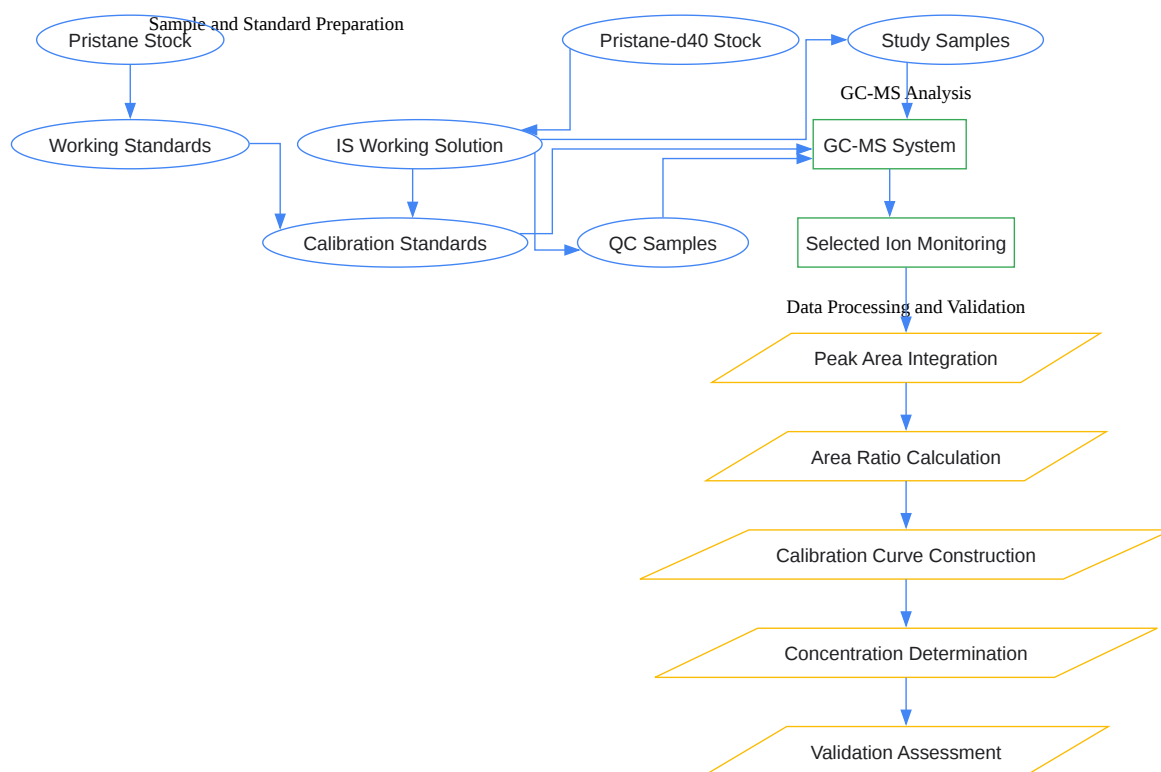 Sample and Standard Preparation
Pristane Stock
Pristane-d40 Stock
Study Samples
GC-MS Analysis
Working Standards
IS Working Solution
GC-MS System
Calibration Standards
QC Samples
Selected Ion Monitoring
Data Processing and Validation
Peak Area Integration
Area Ratio Calculation
Calibration Curve Construction
Concentration Determination
Validation Assessment